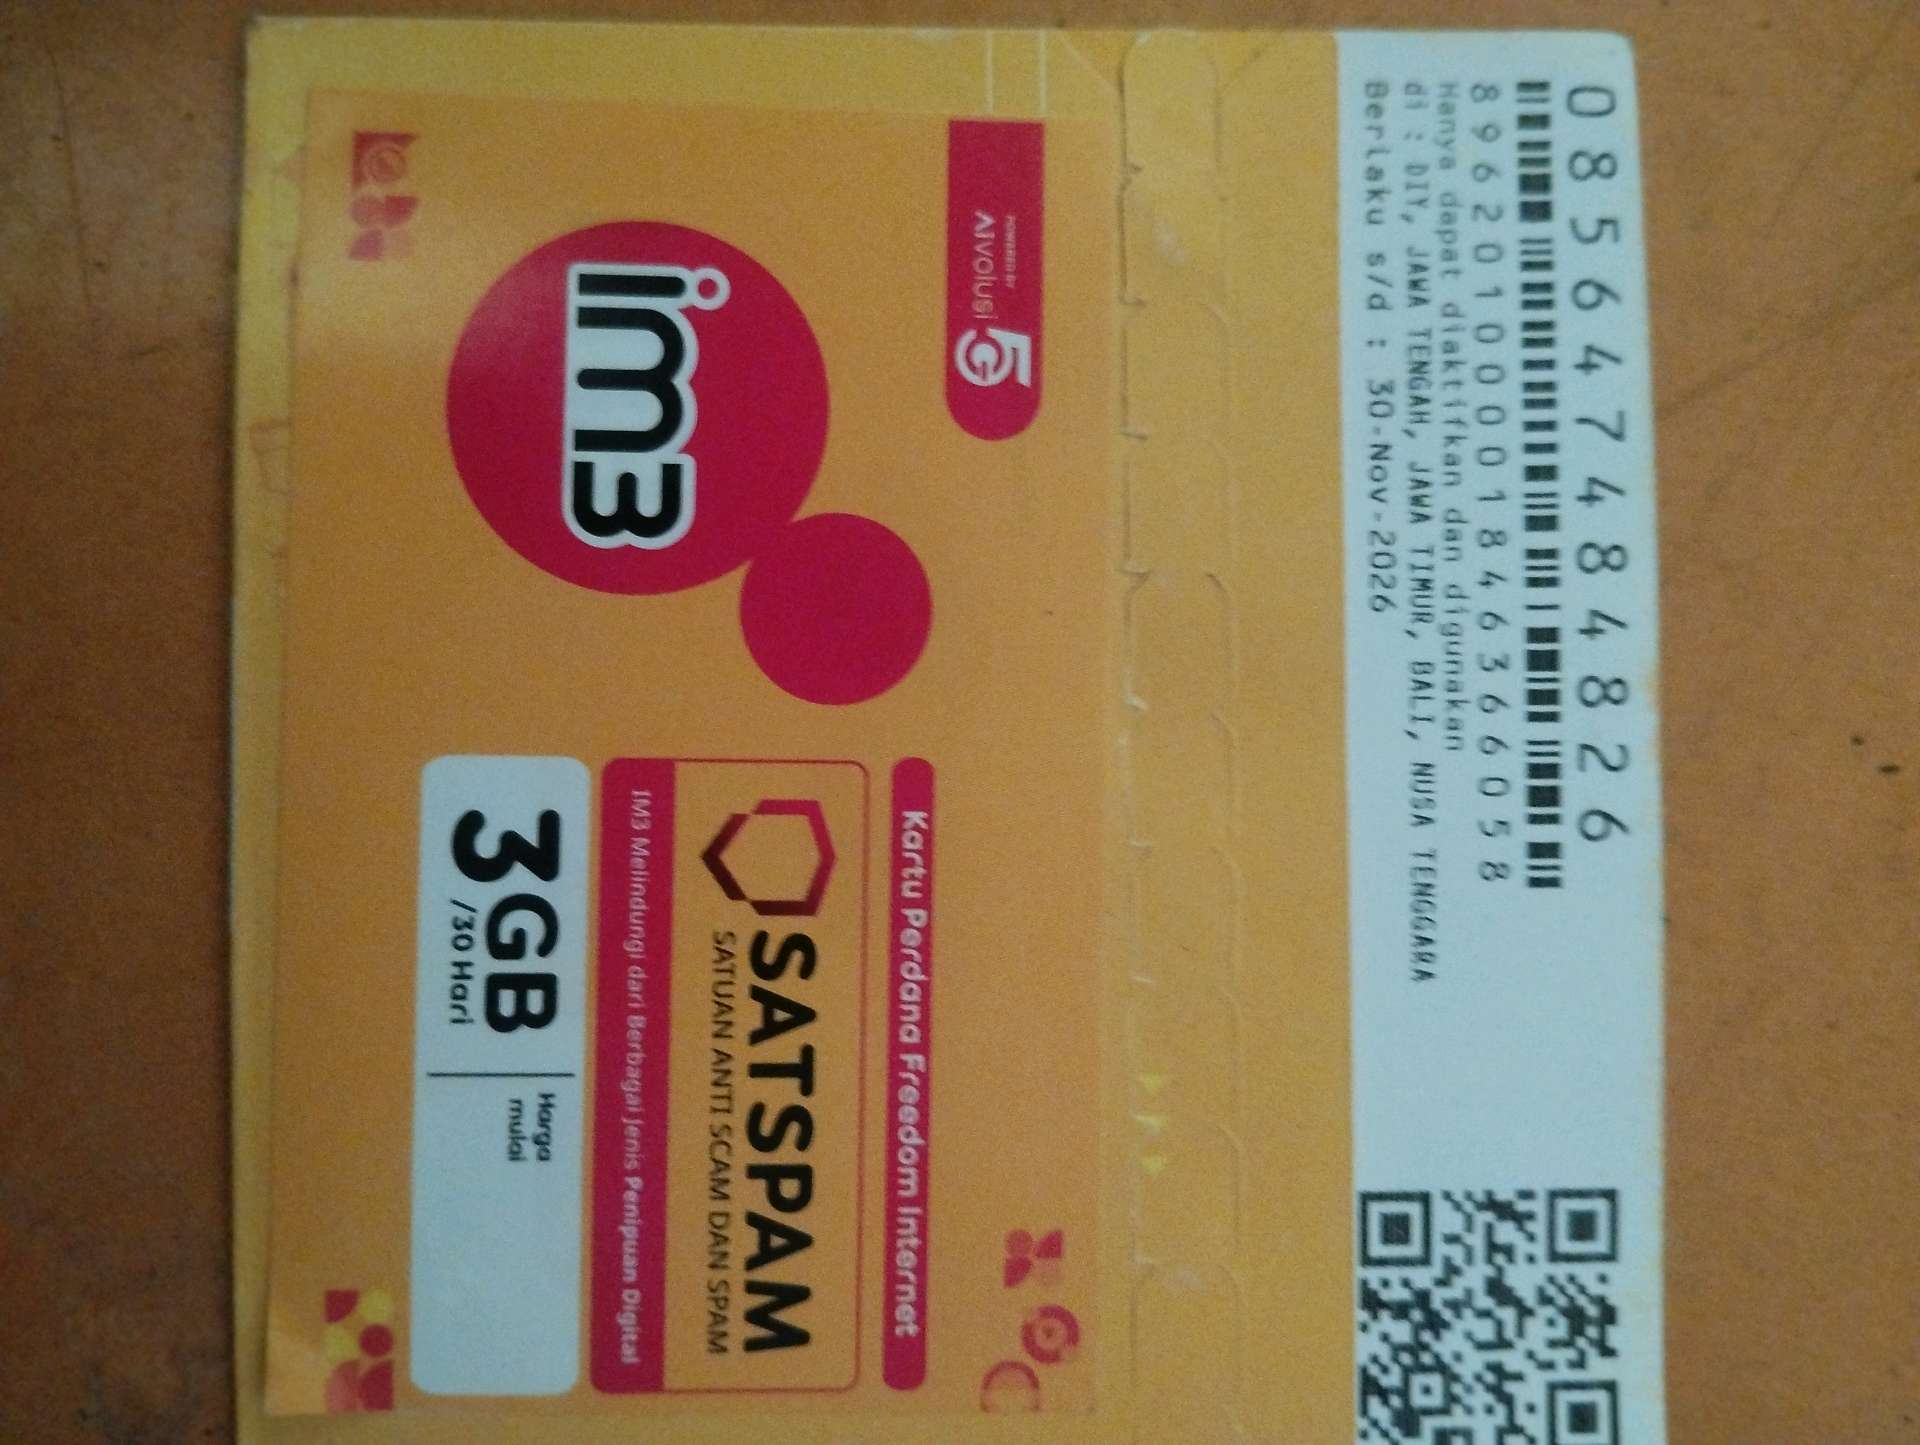 085647484826
8962010001846366058
Hanya dapat diaktifkan dan digunakan
di : DIY, JAWA TENGAH, JAWA TIMUR, BALI, NUSA TENGGARA
Berlaku s/d : 30-Nov-2026
POWERED BY
AIvolusi 5G
im3
Kartu Perdana Freedom Internet
SATSPAM
SATUAN ANTI SCAM DAN SPAM
IM3 Melindungi dari Berbagai Jenis Penipuan Digital
3GB
/30 Hari
Harga
mulai